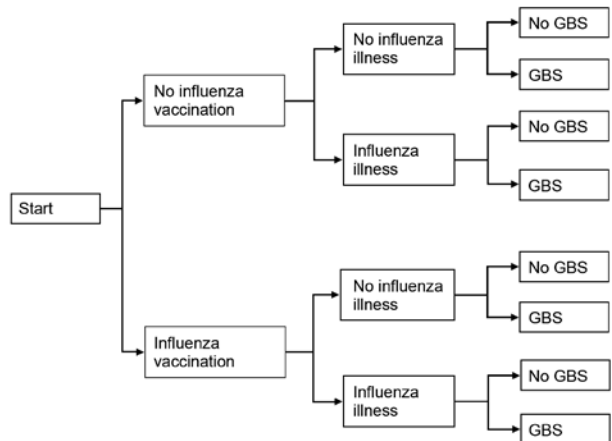 No GBS
No influenza
illness
GBS
No influenza
vaccination
No GBS
Influenza
illness
GBS
Start
No GBS
No influenza
illness
GBS
Influenza
vaccination
No GBS
Influenza
illness
GBS